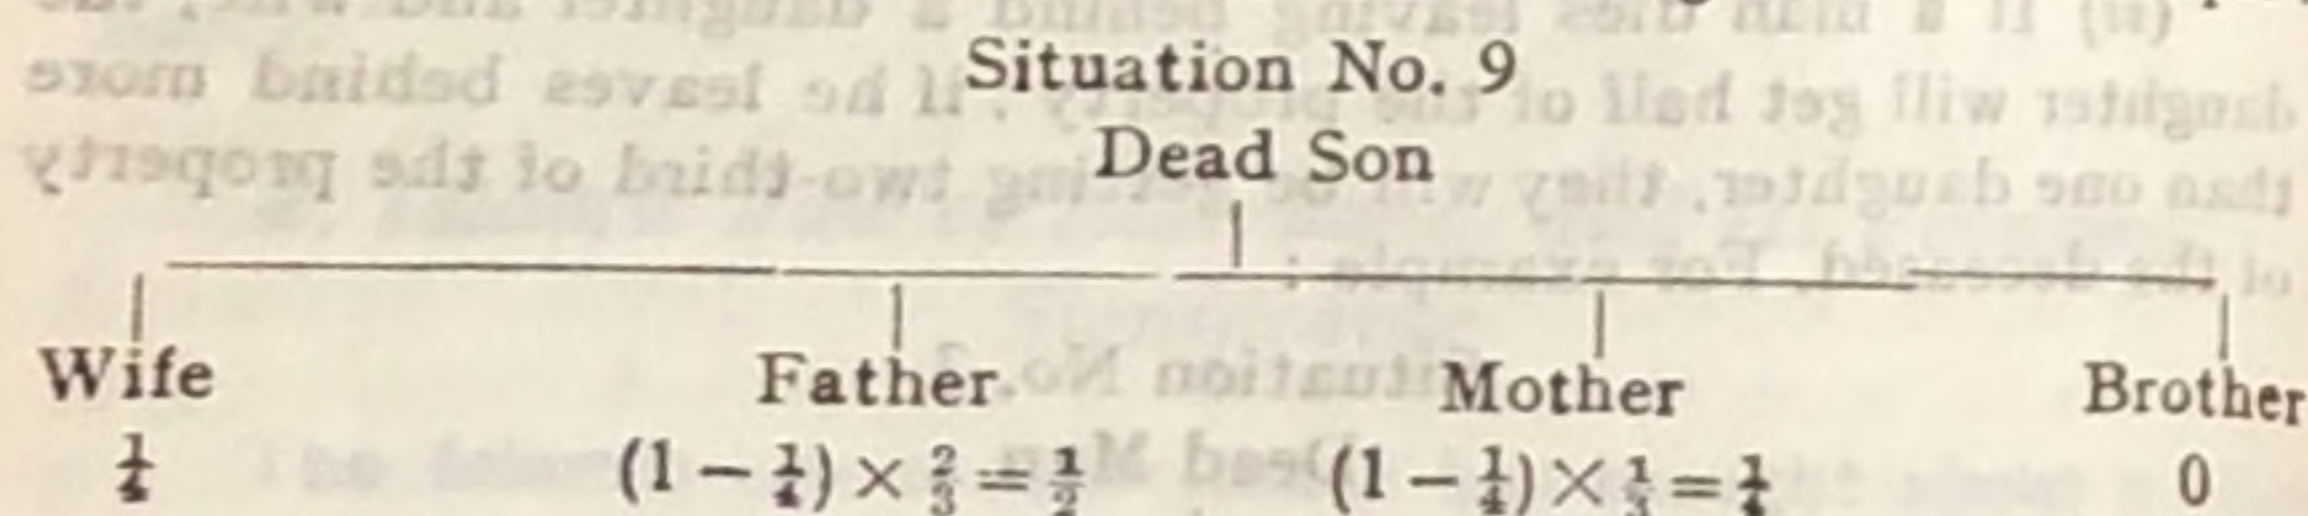 Situation No. 9
Dead Son
Wife Father Mother Brother
1/4 (1 – 1/4) × 2/3 = 1/2 (1 – 1/4) × 1/3 = 1/4 0